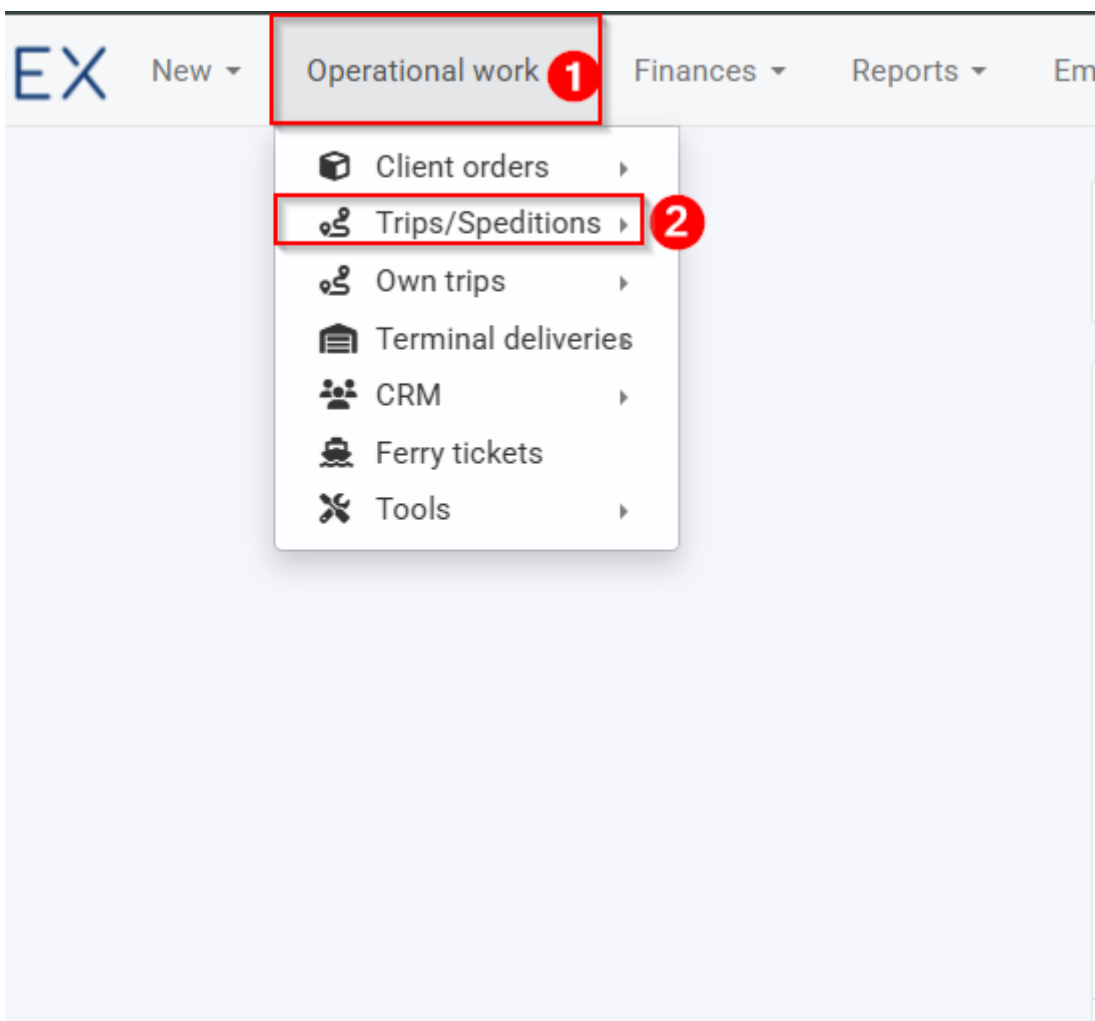 EX New Operational work 1 Finances Reports Em
Client orders
Trips/Speditions 2
Own trips
Terminal deliveries
CRM
Ferry tickets
Tools